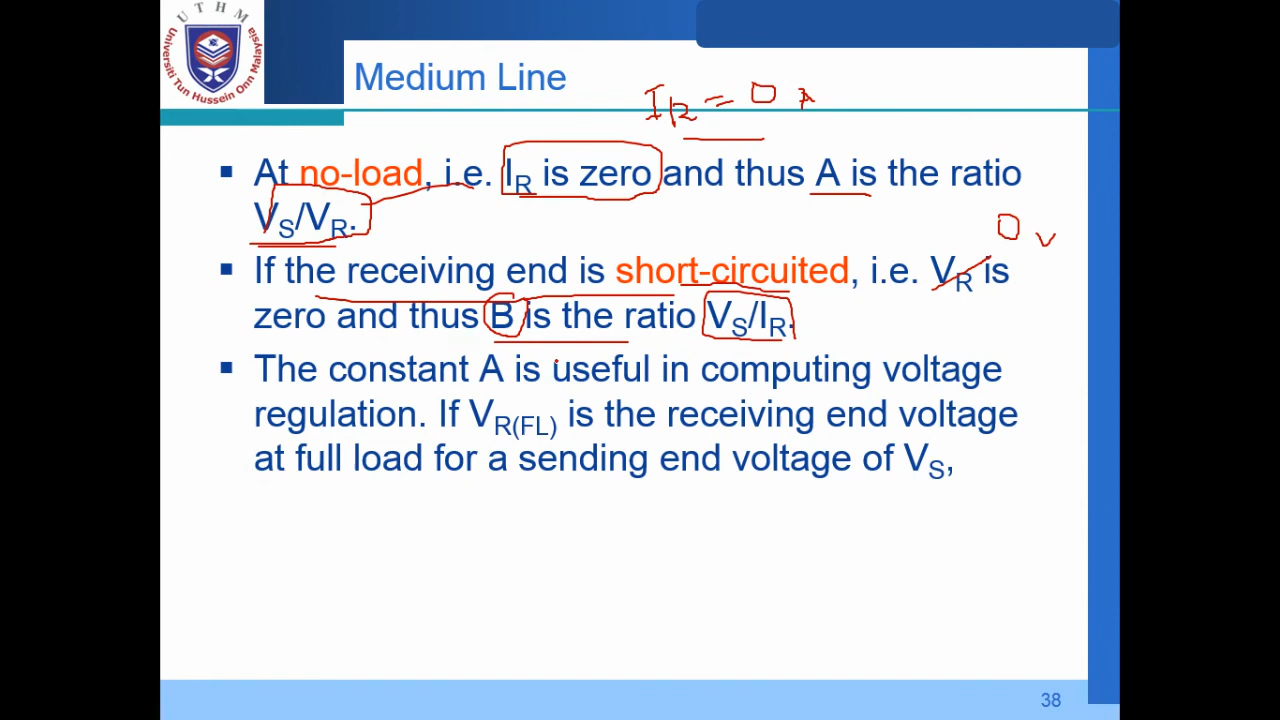 UTHM
Universiti Tun Hussein Onn Malaysia
Medium Line
IR = 0 A
▪ At no-load, i.e. IR is zero and thus A is the ratio
VS/VR.
0 V
▪ If the receiving end is short-circuited, i.e. VR is
zero and thus B is the ratio VS/IR.
▪ The constant A is useful in computing voltage
regulation. If VR(FL) is the receiving end voltage
at full load for a sending end voltage of VS,
38